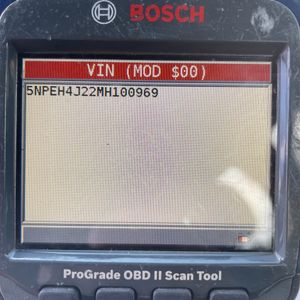 BOSCH
VIN (MOD $00)
5NPEH4J22MH100969
ProGrade OBD II Scan Tool